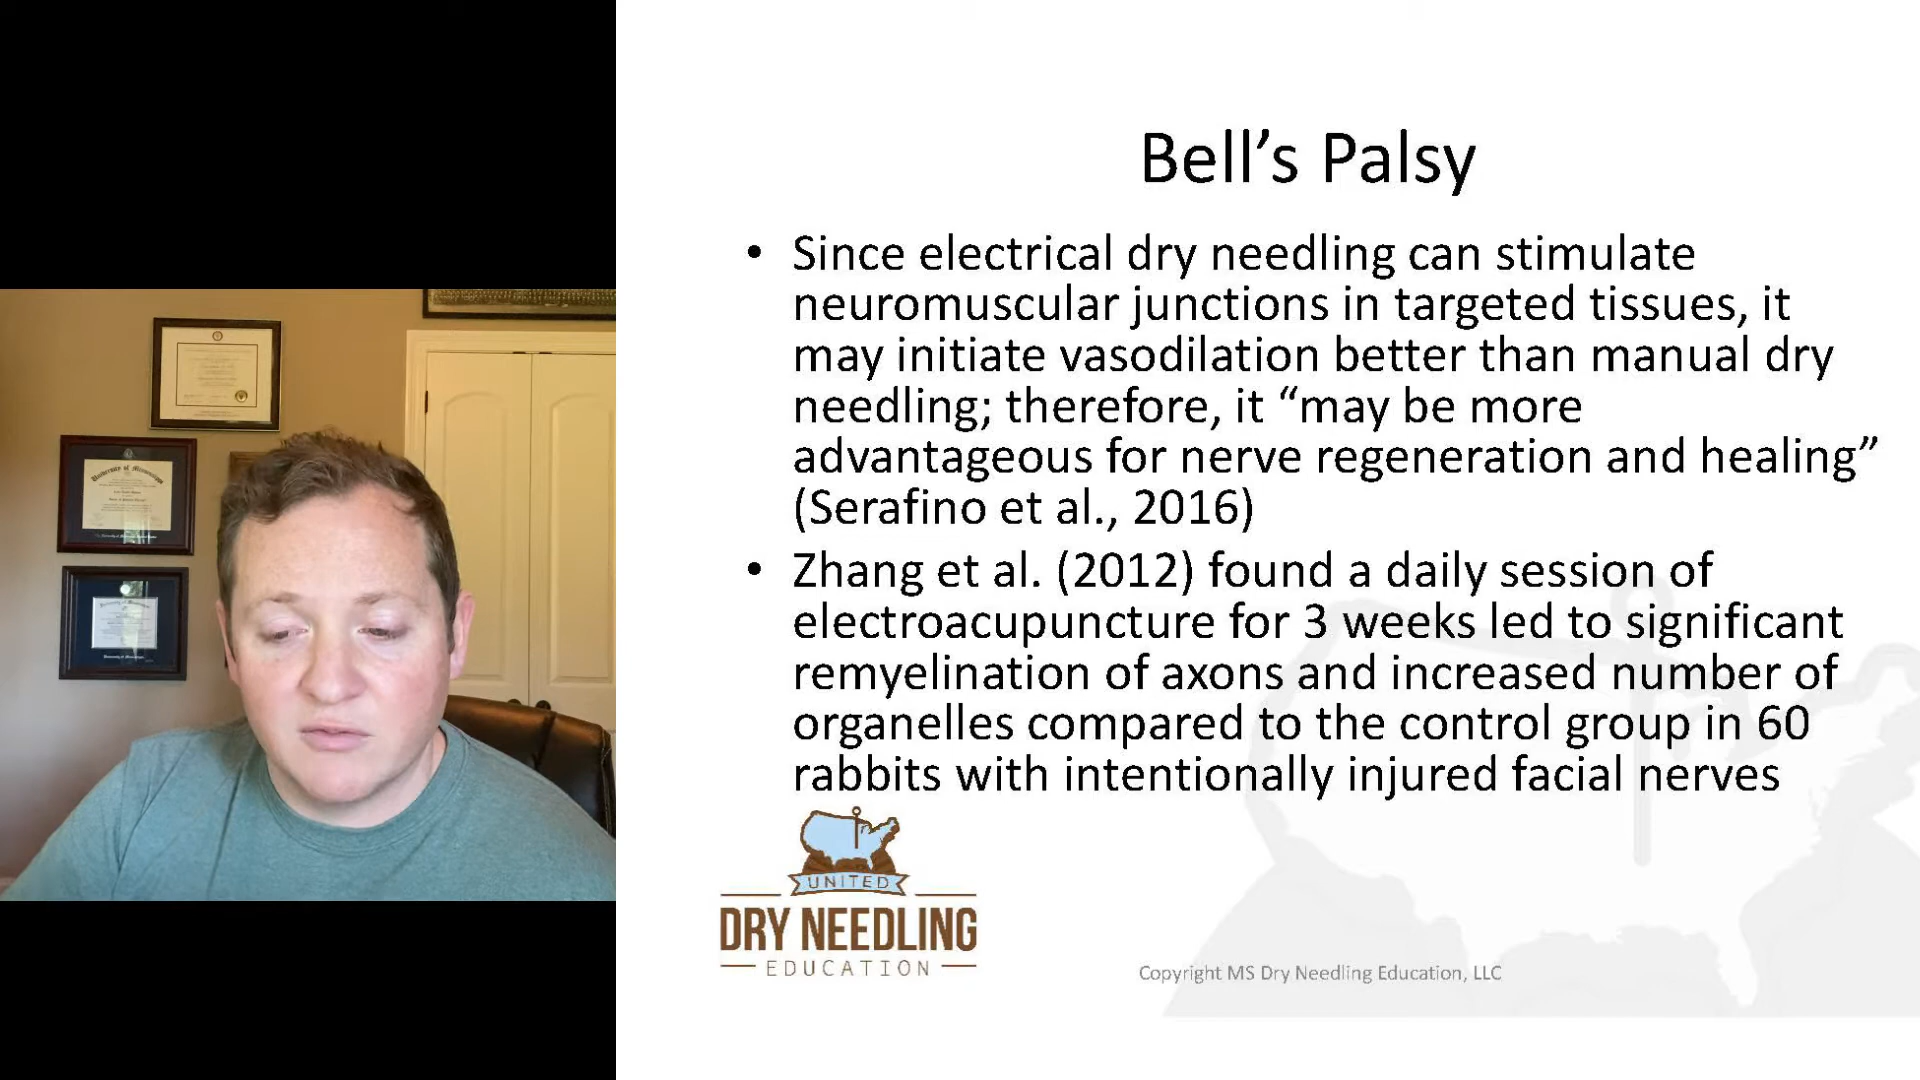 Bell’s Palsy
• Since electrical dry needling can stimulate
neuromuscular junctions in targeted tissues, it
may initiate vasodilation better than manual dry
needling; therefore, it “may be more
advantageous for nerve regeneration and healing”
(Serafino et al., 2016)
• Zhang et al. (2012) found a daily session of
electroacupuncture for 3 weeks led to significant
remyelination of axons and increased number of
organelles compared to the control group in 60
rabbits with intentionally injured facial nerves
UNITED
DRY NEEDLING
EDUCATION
Copyright MS Dry Needling Education, LLC